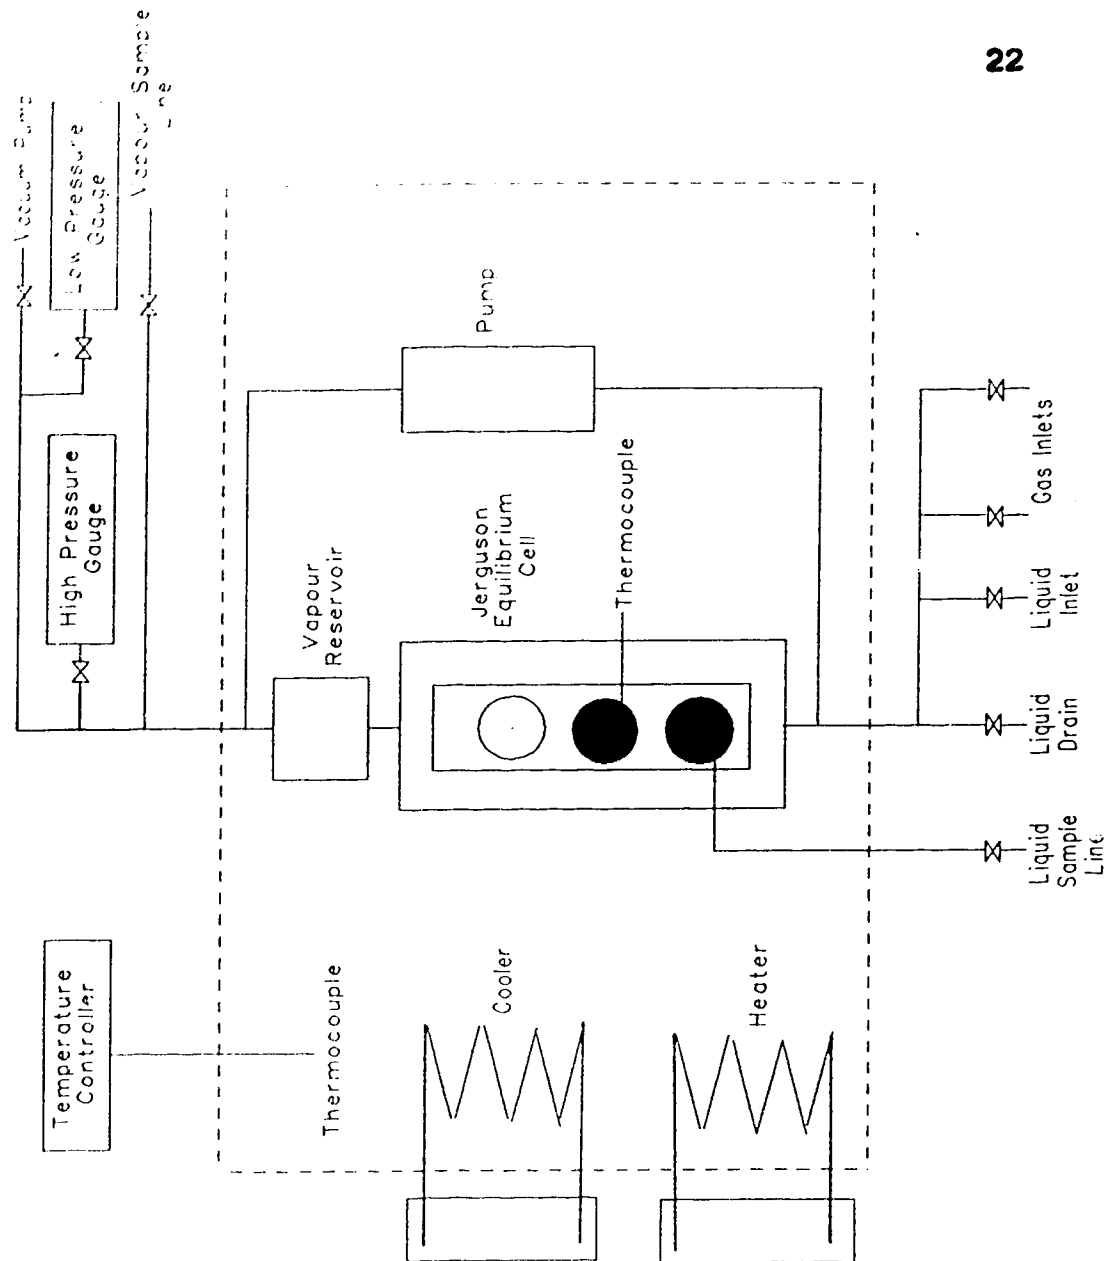 22
Vacuum Pump
Low Pressure
Gauge
Vapour Sample
High Pressure
Gauge
Pump
Vapour
Reservoir
Jerguson
Equilibrium
Cell
Thermocouple
Temperature
Controller
Thermocouple
Cooler
Heater
Gas Inlets
Liquid
Inlet
Liquid
Drain
Liquid
Sample
Line